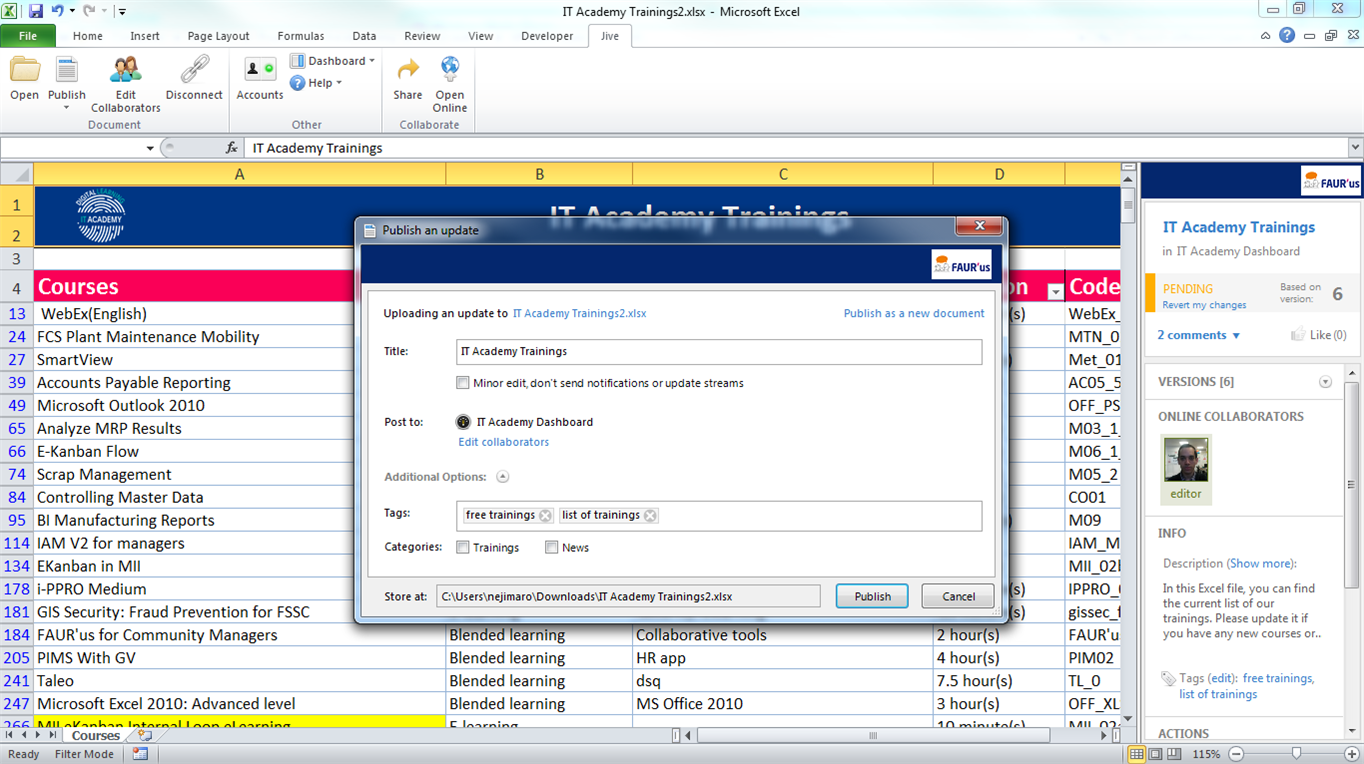 IT Academy Trainings2.xlsx - Microsoft Excel
File Home Insert Page Layout Formulas Data Review View Developer Jive
Open Publish Edit Collaborators Disconnect Accounts Dashboard Help Share Open Online
Document Other Collaborate
fx IT Academy Trainings
A B C D
1
2
DIGITAL LEARNING
IT ACADEMY
IT Academy Trainings
3
4 Courses Code
13 WebEx(English) WebEx_
24 FCS Plant Maintenance Mobility MTN_0
27 SmartView Met_01
39 Accounts Payable Reporting AC05_5
49 Microsoft Outlook 2010 OFF_PS
65 Analyze MRP Results M03_1_
66 E-Kanban Flow M06_1_
74 Scrap Management M05_2
84 Controlling Master Data CO01
95 BI Manufacturing Reports M09
114 IAM V2 for managers IAM_M
134 EKanban in MII
178 i-PPRO Medium IPPRO_
181 GIS Security: Fraud Prevention for FSSC gissec_f
184 FAUR'us for Community Managers Blended learning Collaborative tools 2 hour(s) FAUR'us
205 PIMS With GV Blended learning HR app 4 hour(s) PIM02
241 Taleo Blended learning dsq 7.5 hour(s) TL_0
247 Microsoft Excel 2010: Advanced level Blended learning MS Office 2010 3 hour(s) OFF_XL
266 MII eKanban Internal Loop eLearning E-learning 10 minute(s)
Publish an update
FAUR'us
Uploading an update to IT Academy Trainings2.xlsx Publish as a new document
Title: IT Academy Trainings
Minor edit, don't send notifications or update streams
Post to: IT Academy Dashboard
Edit collaborators
Additional Options:
Tags: free trainings list of trainings
Categories: Trainings News
Store at: C:\Users\nejimaro\Downloads\IT Academy Trainings2.xlsx Publish Cancel
FAUR'us
IT Academy Trainings
in IT Academy Dashboard
PENDING Based on version: 6
Revert my changes
2 comments Like (0)
VERSIONS [6]
ONLINE COLLABORATORS
editor
INFO
Description (Show more):
In this Excel file, you can find
the current list of our
trainings. Please update it if
you have any new courses or..
Tags (edit): free trainings,
list of trainings
ACTIONS
Courses
Ready Filter Mode 115%